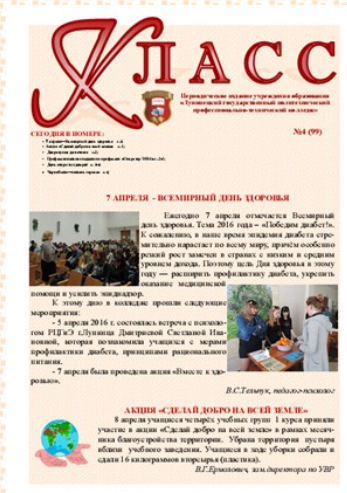 КЛАСС
Периодическое издание учреждения образования
«Лунинецкий государственный политехнический
профессионально-технический колледж»
СЕГОДНЯ В НОМЕРЕ:
№4 (99)
7 АПРЕЛЯ - ВСЕМИРНЫЙ ДЕНЬ ЗДОРОВЬЯ
Ежегодно 7 апреля отмечается Всемирный
день здоровья. Тема 2016 года – «Победим диабет!».
К сожалению, в наше время эпидемия диабета стре-
мительно нарастает по всему миру, причём особенно
резкий рост замечен в странах с низким и средним
уровнем дохода. Поэтому цель Дня здоровья в этому
году — расширить профилактику диабета, укрепить
оказание медицинской
помощи и усилить эпиднадзор.
К этому дню в колледже прошли следующие
мероприятия:
- 5 апреля 2016 г. состоялась встреча с психоло-
гом РЦГиЭ г.Лунинца Дмитриевой Светланой Ива-
новной, которая познакомила учащихся с мерами
профилактики диабета, принципами рационального
питания.
- 7 апреля была проведена акция «Вместе к здо-
ровью».
В.С.Тельпук, педагог-психолог
АКЦИЯ «СДЕЛАЙ ДОБРО НА ВСЕЙ ЗЕМЛЕ»
8 апреля учащиеся четырёх учебных групп 1 курса приняли
участие в акции «Сделай добро на всей земле» в рамках месяч-
ника благоустройства территории. Убрана территория пустыря
вблизи учебного заведения. Учащиеся в ходе уборки собрали и
сдали 16 килограммов вторсырья (пластика).
В.Г.Ермолович, зам.директора по УВР